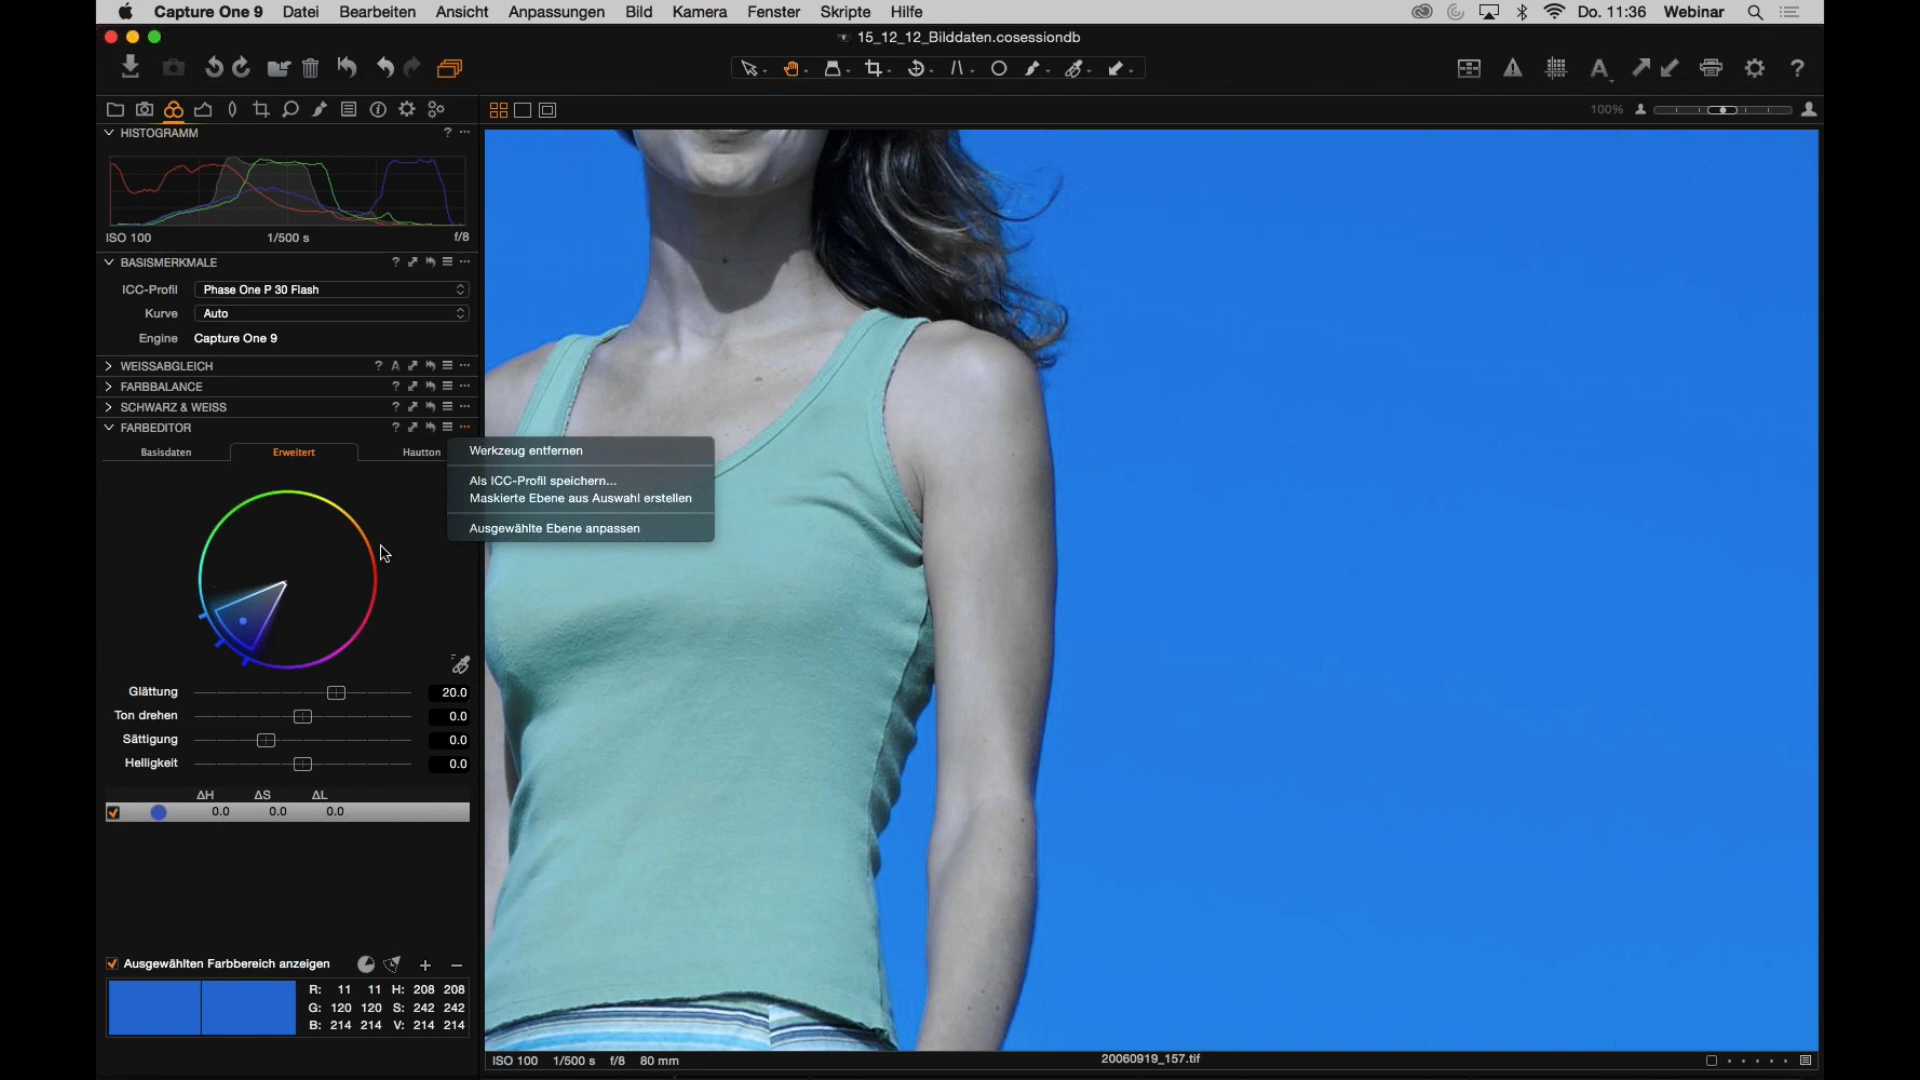 Capture One 9 Datei Bearbeiten Ansicht Anpassungen Bild Kamera Fenster Skripte Hilfe Do. 11:36 Webinar
15_12_12_Bilddaten.cosessiondb
100%
HISTOGRAMM
ISO 100 1/500 s f/8
BASISMERKMALE
ICC-Profil Phase One P 30 Flash
Kurve Auto
Engine Capture One 9
WEISSABGLEICH
FARBBALANCE
SCHWARZ & WEISS
FARBEDITOR
Basisdaten Erweitert Hautton
Werkzeug entfernen
Als ICC-Profil speichern...
Maskierte Ebene aus Auswahl erstellen
Ausgewählte Ebene anpassen
Glättung 20.0
Ton drehen 0.0
Sättigung 0.0
Helligkeit 0.0
ΔH ΔS ΔL
0.0 0.0 0.0
Ausgewählten Farbbereich anzeigen
R: 11 11 H: 208 208
G: 120 120 S: 242 242
B: 214 214 V: 214 214
ISO 100 1/500 s f/8 80 mm 20060919_157.tif